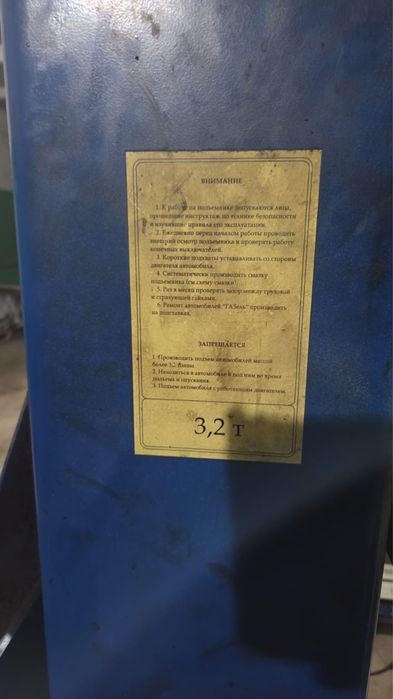 ВНИМАНИЕ
1. К работе на подъемнике допускаются лица,
прошедшие инструктаж по технике безопасности
и изучившие правила его эксплуатации.
2. Ежедневно перед началом работы проводить
внешний осмотр подъемника и проверять работу
конечных выключателей.
3. Короткие подхваты устанавливать со стороны
двигателя автомобиля.
4. Систематически производить смазку
подъемника (см.схему смазки).
5. Раз в месяц проверять зазор между грузовой
и страхующей гайками.
6. Ремонт автомобилей "ГАЗель" производить
на подставках.
ЗАПРЕЩАЕТСЯ
1. Производить подъем автомобилей массой
более 3,2 тонны.
2. Находиться в автомобиле и под ним во время
подъема и опускания.
3. Подъем автомобиля с работающим двигателем.
3,2 т